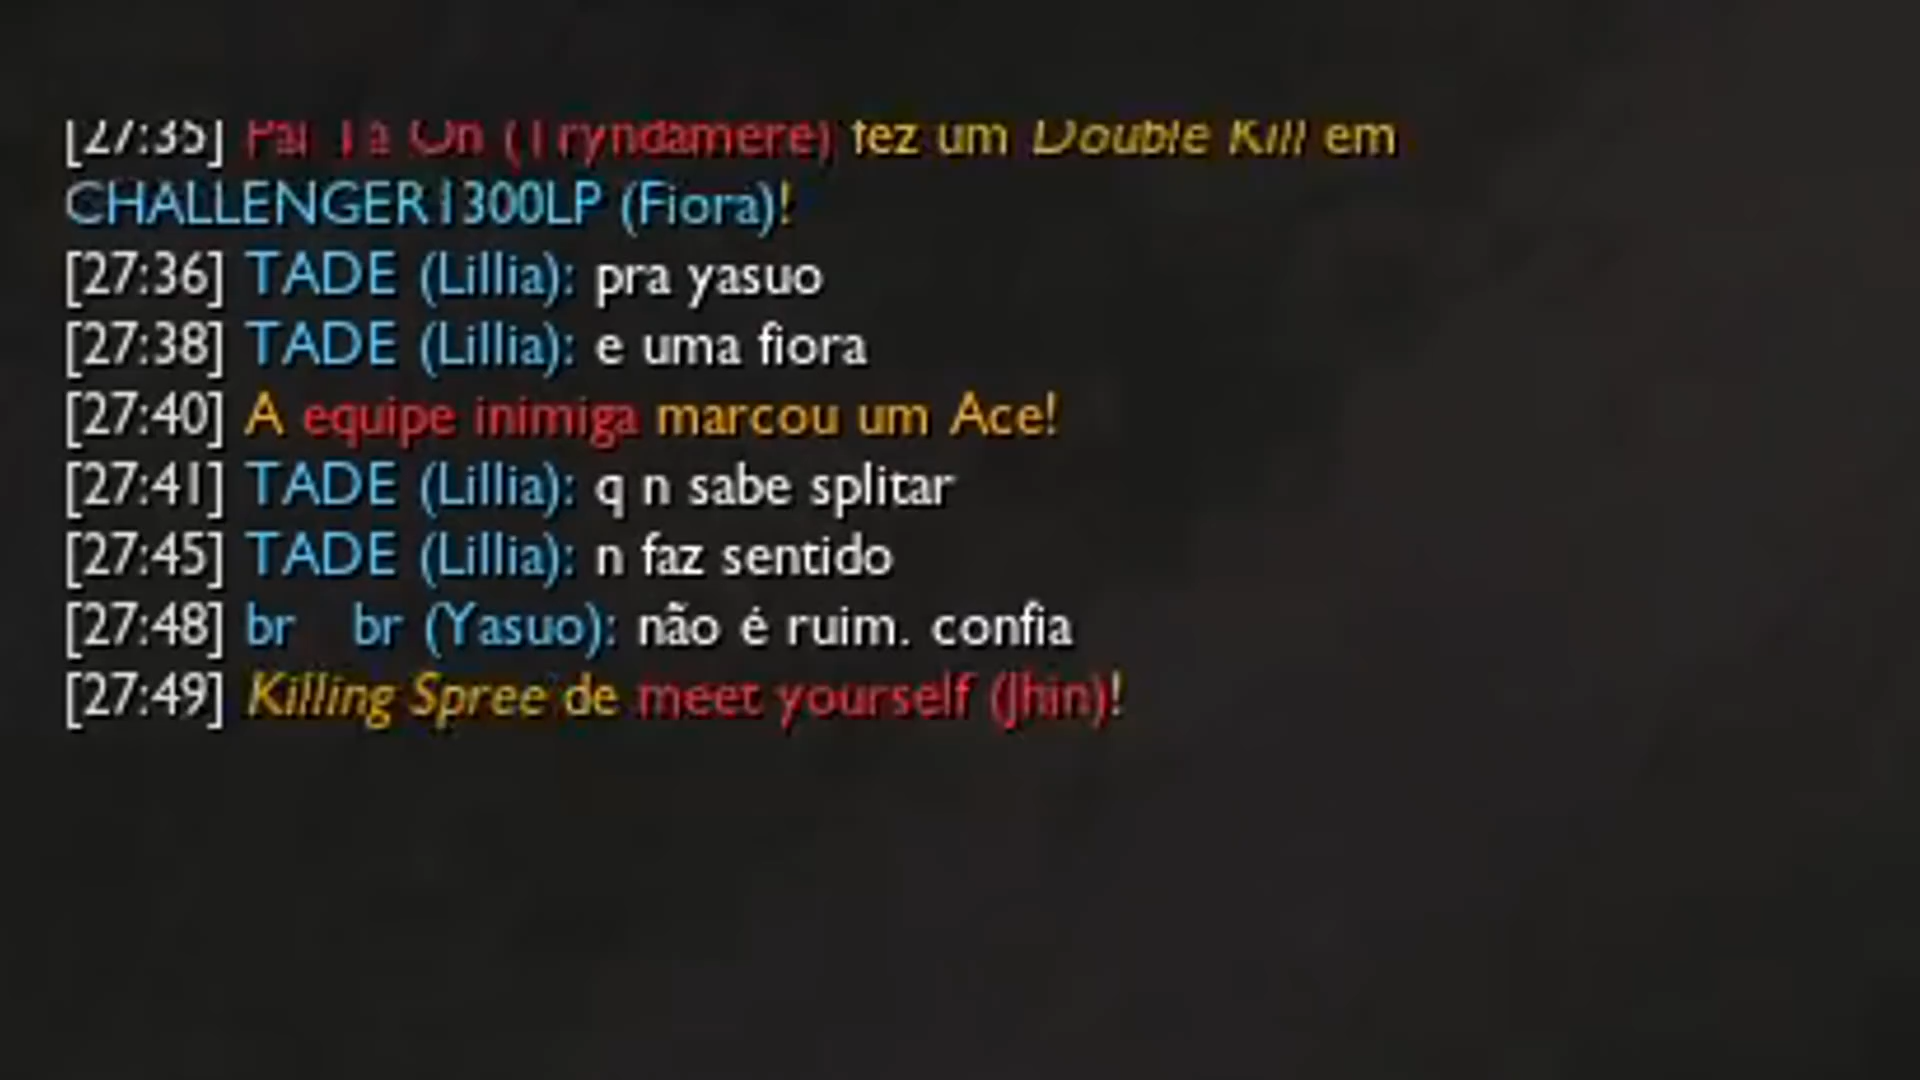 [27:35] Pai Ta On (Tryndamere) fez um Double Kill em
CHALLENGER1300LP (Fiora)!
[27:36] TADE (Lillia): pra yasuo
[27:38] TADE (Lillia): e uma fiora
[27:40] A equipe inimiga marcou um Ace!
[27:41] TADE (Lillia): q n sabe splitar
[27:45] TADE (Lillia): n faz sentido
[27:48] br br (Yasuo): não é ruim. confia
[27:49] Killing Spree de meet yourself (Jhin)!